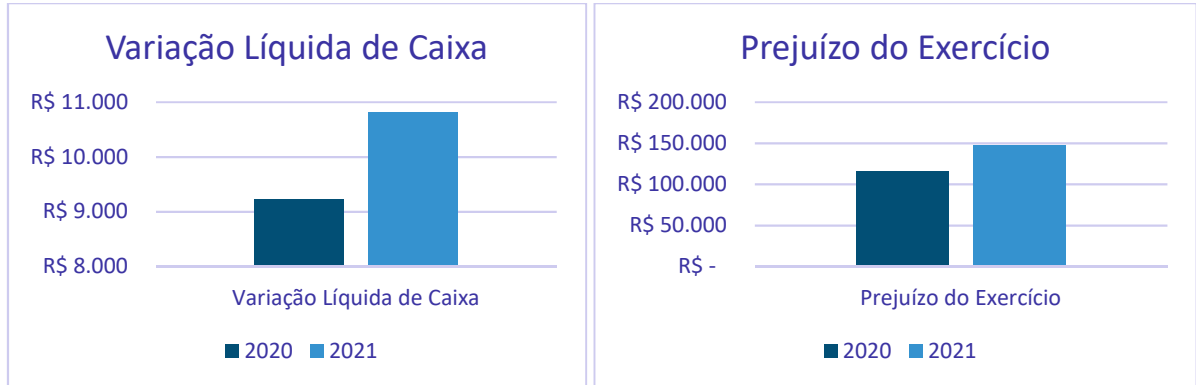 Variação Líquida de Caixa
R$ 11.000
R$ 10.000
R$ 9.000
R$ 8.000
Variação Líquida de Caixa
2020 2021
Prejuízo do Exercício
R$ 200.000
R$ 150.000
R$ 100.000
R$ 50.000
R$ -
Prejuízo do Exercício
2020 2021